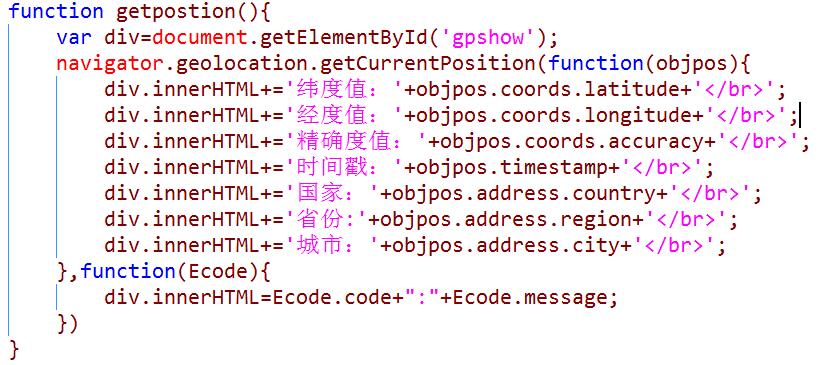 function getpostion(){
    var div=document.getElementById('gpshow');
    navigator.geolocation.getCurrentPosition(function(objpos){
        div.innerHTML+='纬度值：'+objpos.coords.latitude+'</br>';
        div.innerHTML+='经度值：'+objpos.coords.longitude+'</br>';
        div.innerHTML+='精确度值：'+objpos.coords.accuracy+'</br>';
        div.innerHTML+='时间戳：'+objpos.timestamp+'</br>';
        div.innerHTML+='国家：'+objpos.address.country+'</br>';
        div.innerHTML+='省份:'+objpos.address.region+'</br>';
        div.innerHTML+='城市：'+objpos.address.city+'</br>';
    },function(Ecode){
        div.innerHTML=Ecode.code+":"+Ecode.message;
    })
}